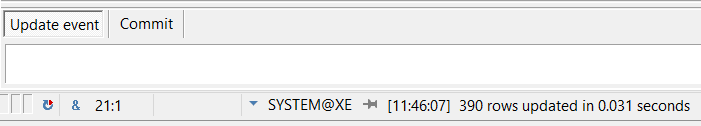 Update event Commit
& 21:1 SYSTEM@XE [11:46:07] 390 rows updated in 0.031 seconds